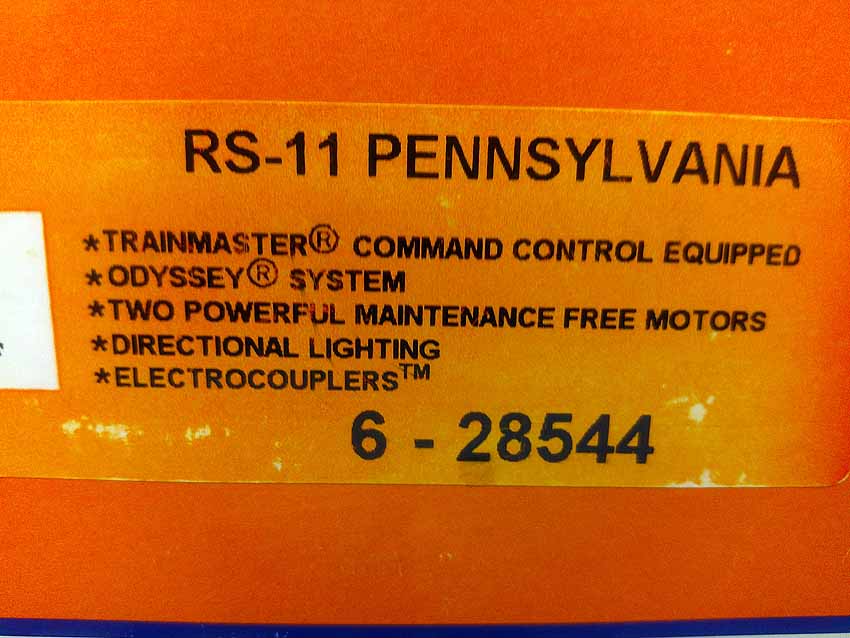 RS-11 PENNSYLVANIA
*TRAINMASTER® COMMAND CONTROL EQUIPPED
*ODYSSEY® SYSTEM
*TWO POWERFUL MAINTENANCE FREE MOTORS
*DIRECTIONAL LIGHTING
*ELECTROCOUPLERS™
6 - 28544